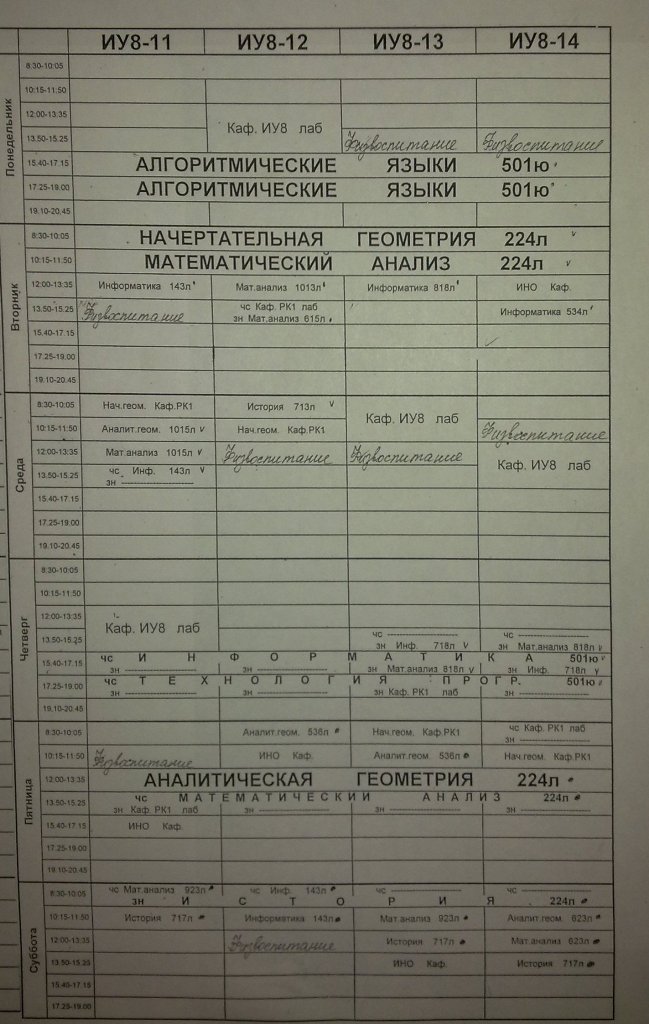 ИУ8-11 ИУ8-12 ИУ8-13 ИУ8-14
Понедельник
8:30-10:05
10:15-11:50
12:00-13:35
Каф. ИУ8 лаб
13.50-15.25 Физвоспитание Физвоспитание
15.40-17.15 АЛГОРИТМИЧЕСКИЕ ЯЗЫКИ 501ю
17.25-19.00 АЛГОРИТМИЧЕСКИЕ ЯЗЫКИ 501ю
19.10-20.45
Вторник
8:30-10:05 НАЧЕРТАТЕЛЬНАЯ ГЕОМЕТРИЯ 224л
10:15-11:50 МАТЕМАТИЧЕСКИЙ АНАЛИЗ 224л
12:00-13:35 Информатика 143л Мат.анализ 1013л Информатика 818л ИНО Каф.
13.50-15.25 Физвоспитание чс Каф. РК1 лаб Информатика 534л
зн Мат.анализ 615л
15.40-17.15
17.25-19.00
19.10-20.45
Среда
8:30-10:05 Нач.геом. Каф.РК1 История 713л Каф. ИУ8 лаб
10:15-11:50 Аналит.геом. 1015л Нач.геом. Каф.РК1 Физвоспитание
12:00-13:35 Мат.анализ 1015л Физвоспитание Физвоспитание Каф. ИУ8 лаб
13.50-15.25 чс Инф. 143л
зн ------------------------
15.40-17.15
17.25-19.00
19.10-20.45
Четверг
8:30-10:05
10:15-11:50
12:00-13:35
Каф. ИУ8 лаб
13.50-15.25 чс ------------------------ чс ------------------------
зн Инф. 718л зн Мат.анализ 818л
15.40-17.15 чс И Н Ф О Р М А Т И К А 501ю
зн ------------------------ зн ------------------------ зн Мат.анализ 818л зн Инф. 718л
17.25-19.00 чс Т Е Х Н О Л О Г И Я П Р О Г Р. 501ю
зн ------------------------ зн ------------------------ зн Каф. РК1 лаб зн ------------------------
19.10-20.45
Пятница
8:30-10:05 Аналит.геом. 536л Нач.геом. Каф.РК1 чс Каф. РК1 лаб
зн ------------------------
10:15-11:50 Физвоспитание ИНО Каф. Аналит.геом 536л Нач.геом. Каф.РК1
12:00-13:35 АНАЛИТИЧЕСКАЯ ГЕОМЕТРИЯ 224л
13.50-15.25 чс М А Т Е М А Т И Ч Е С К И Й А Н А Л И З 224л
зн Каф. РК1 лаб зн ------------------------ зн ------------------------ зн ------------------------
15.40-17.15 ИНО Каф.
17.25-19.00
19.10-20.45
Суббота
8:30-10:05 чс Мат.анализ 923л чс Инф. 143л чс ------------------------ чс ------------------------
зн И С Т О Р И Я 224л
10:15-11:50 История 717л Информатика 143л Мат.анализ 923л Аналит.геом. 623л
12:00-13:35 Физвоспитание История 717л Мат.анализ 623л
13.50-15.25 ИНО Каф. История 717л
15.40-17.15
17.25-19.00